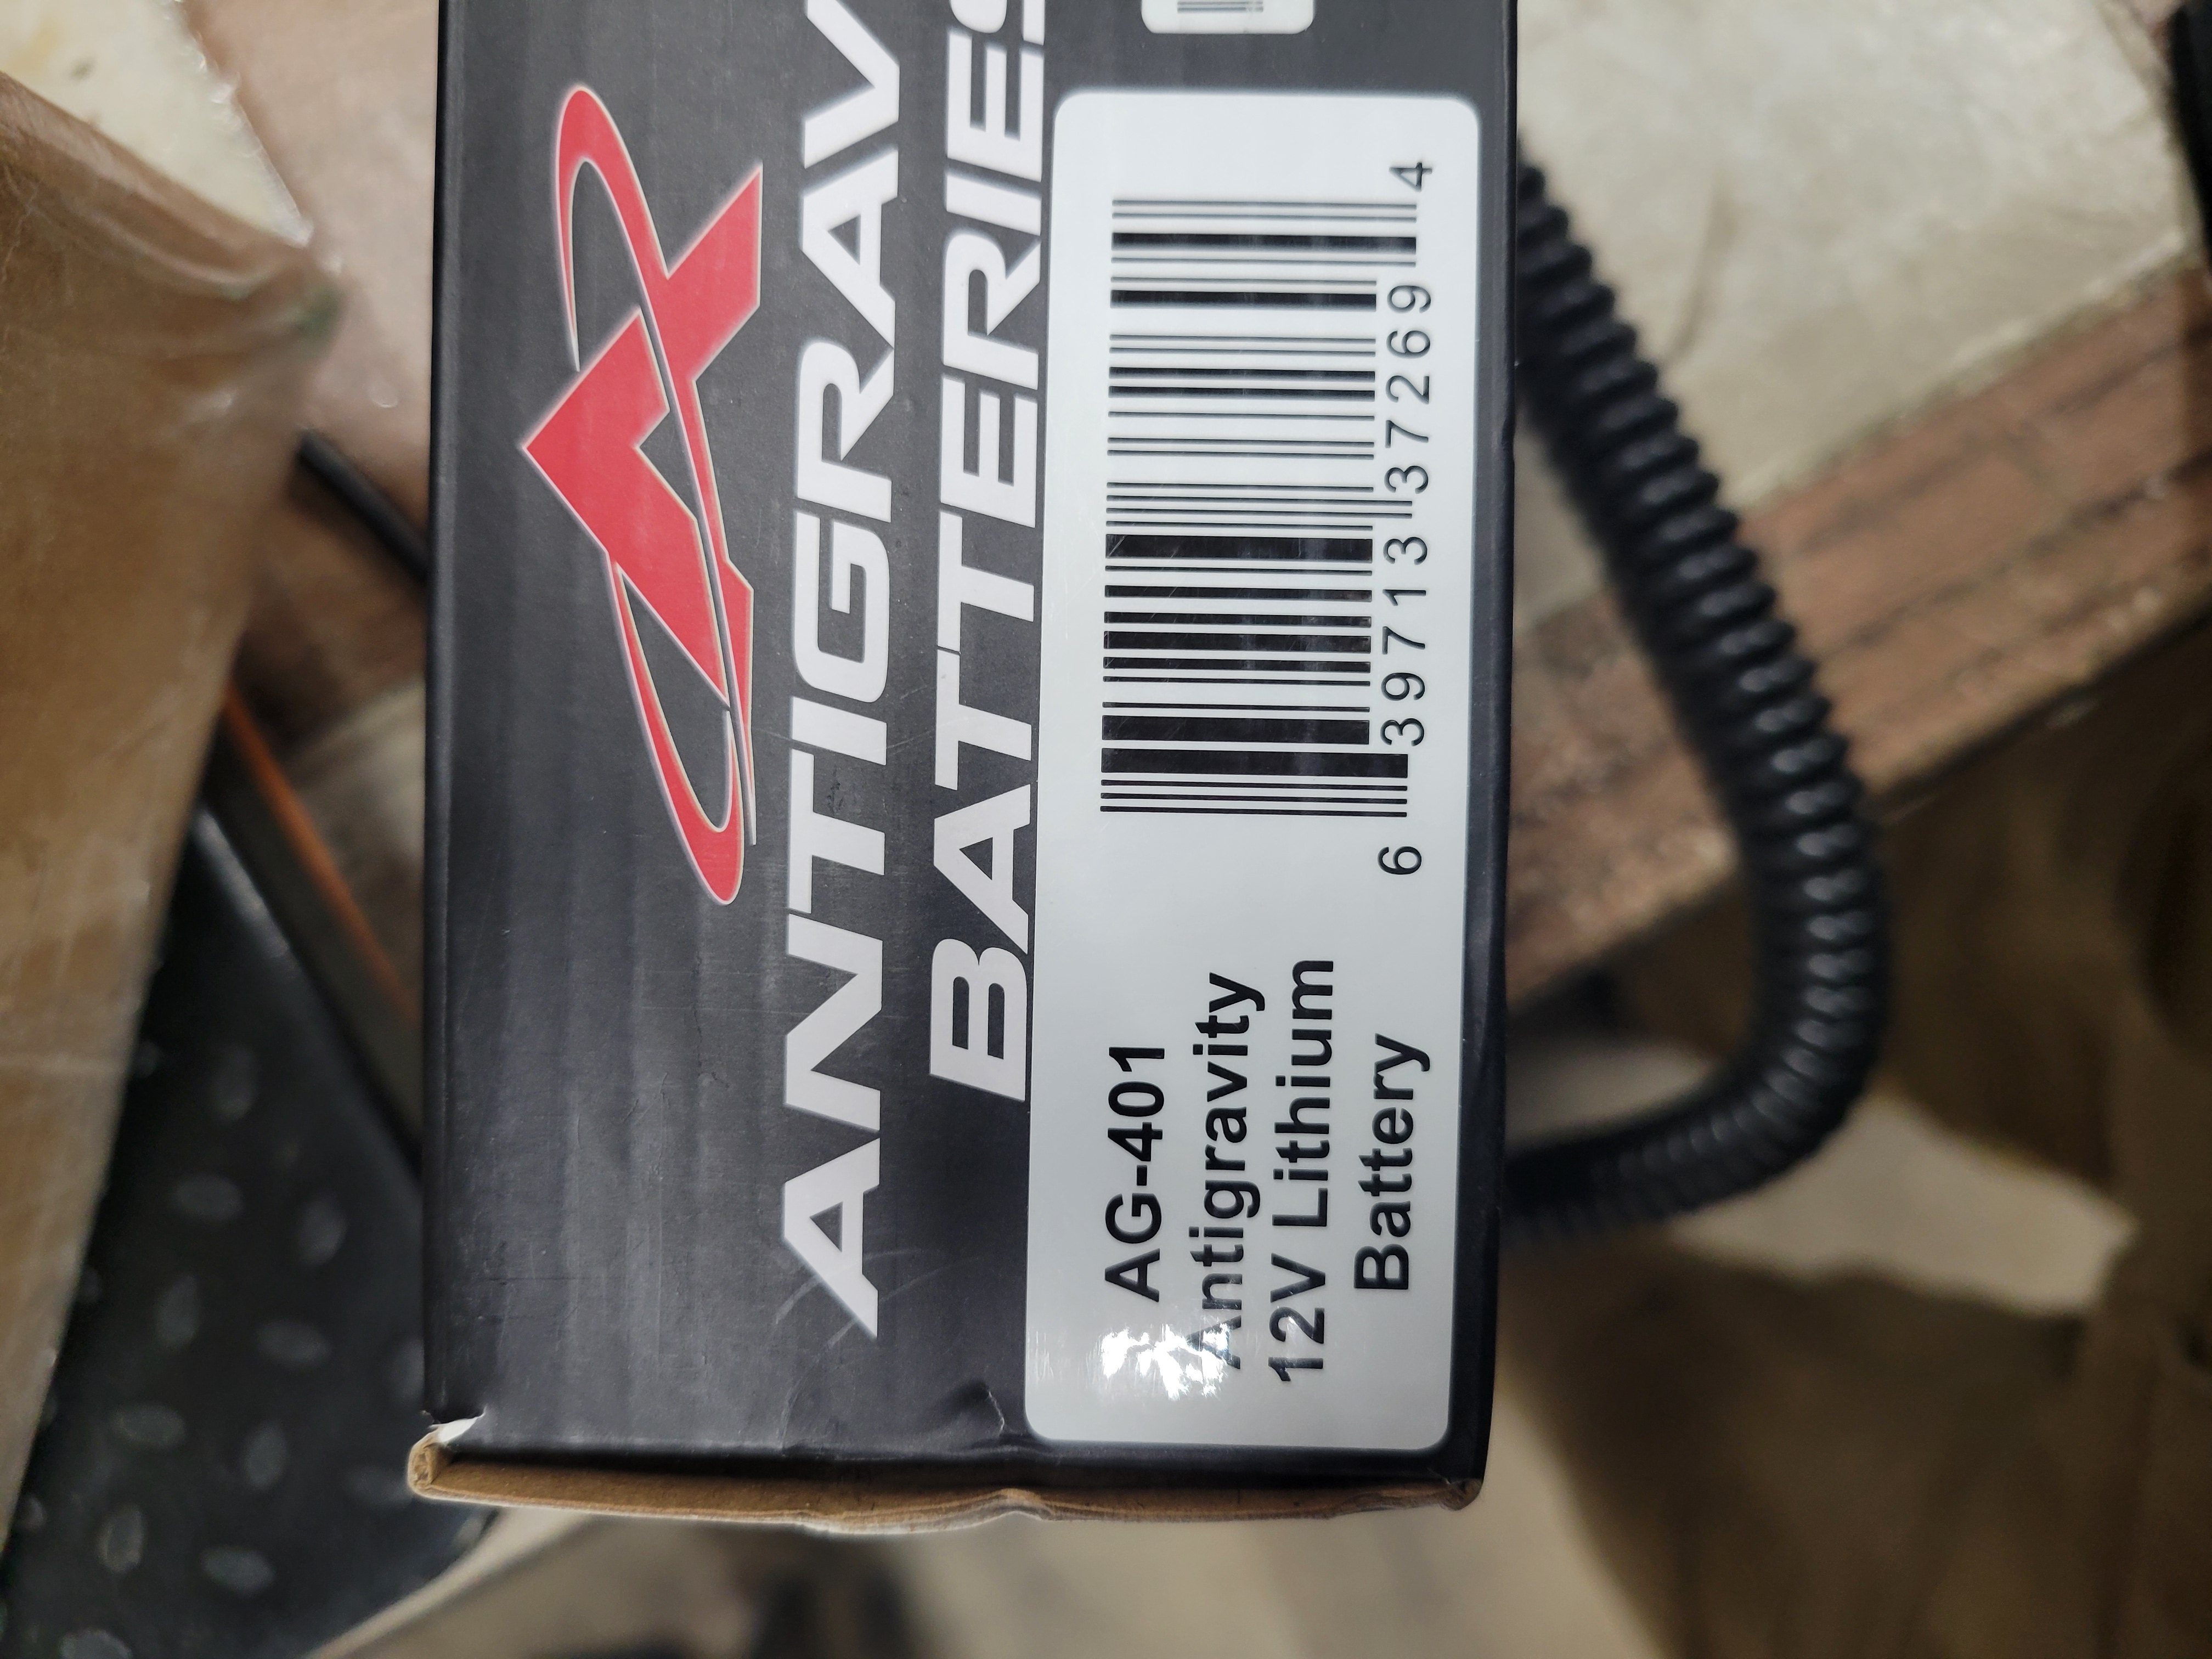 ANTIGRAV
BATTERIES
AG-401
Antigravity
12V Lithium
Battery
6 39713 37269 4